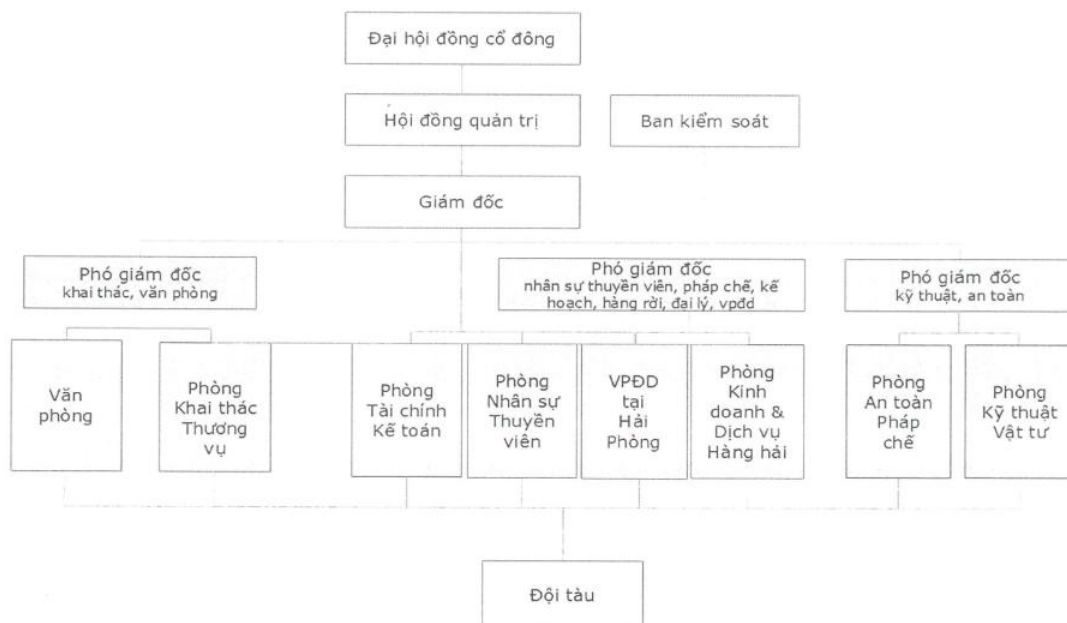 Đại hội đồng cổ đông
Hội đồng quản trị
Ban kiểm soát
Giám đốc
Phó giám đốc
khai thác, văn phòng
Phó giám đốc
nhân sự thuyền viên, pháp chế, kế
hoạch, hàng rời, đại lý, vpđd
Phó giám đốc
kỹ thuật, an toàn
Văn
phòng
Phòng
Khai thác
Thương
vụ
Phòng
Tài chính
Kế toán
Phòng
Nhân sự
Thuyền
viên
VPĐD
tại
Hải
Phòng
Phòng
Kinh
doanh &
Dịch vụ
Hàng hải
Phòng
An toàn
Pháp
chế
Phòng
Kỹ thuật
Vật tư
Đội tàu